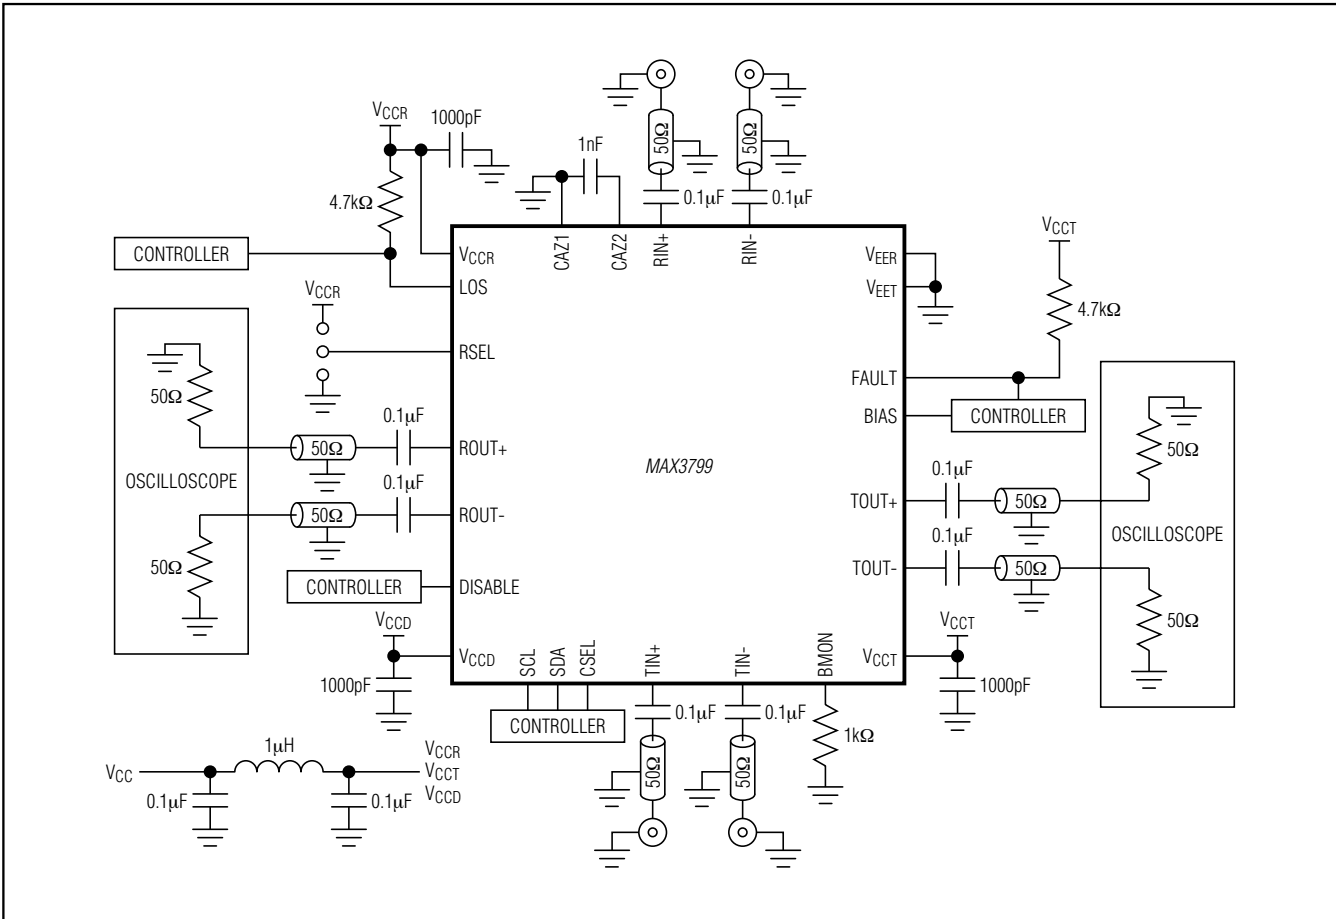 VCCR
1000pF
4.7kΩ
1nF
50Ω
50Ω
0.1µF
0.1µF
CONTROLLER
VCCR
LOS
CAZ1
CAZ2
RIN+
RIN-
VEER
VEET
VCCT
4.7kΩ
VCCR
RSEL
FAULT
BIAS
CONTROLLER
50Ω
0.1µF
50Ω
ROUT+
OSCILLOSCOPE
0.1µF
50Ω
ROUT-
50Ω
MAX3799
0.1µF
TOUT+
50Ω
50Ω
0.1µF
OSCILLOSCOPE
TOUT-
50Ω
50Ω
CONTROLLER
DISABLE
VCCD
VCCD
1000pF
SCL
SDA
CSEL
TIN+
TIN-
BMON
VCCT
VCCT
1000pF
CONTROLLER
0.1µF
0.1µF
1kΩ
50Ω
50Ω
VCC
1µH
0.1µF
0.1µF
VCCR
VCCT
VCCD